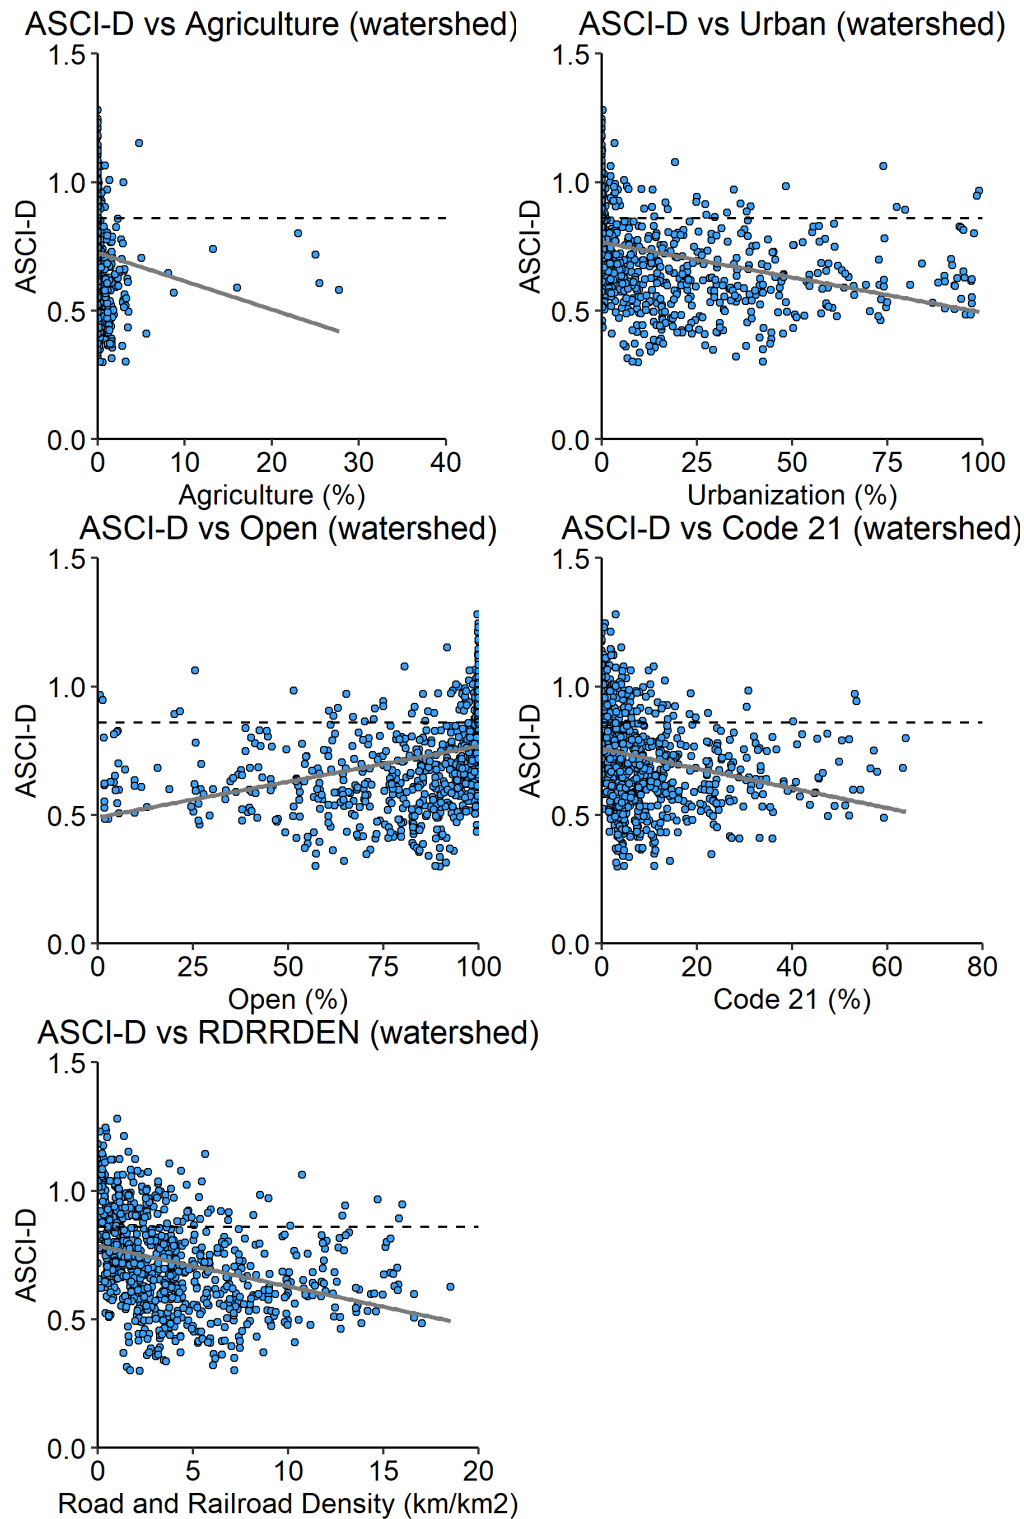 ASCI-D vs Agriculture (watershed)
1.5
1.0
0.5
0.0
ASCI-D
0 10 20 30 40
Agriculture (%)
ASCI-D vs Urban (watershed)
1.5
1.0
0.5
0.0
ASCI-D
0 25 50 75 100
Urbanization (%)
ASCI-D vs Open (watershed)
1.5
1.0
0.5
0.0
ASCI-D
0 25 50 75 100
Open (%)
ASCI-D vs Code 21 (watershed)
1.5
1.0
0.5
0.0
ASCI-D
0 20 40 60 80
Code 21 (%)
ASCI-D vs RDRRDEN (watershed)
1.5
1.0
0.5
0.0
ASCI-D
0 5 10 15 20
Road and Railroad Density (km/km2)